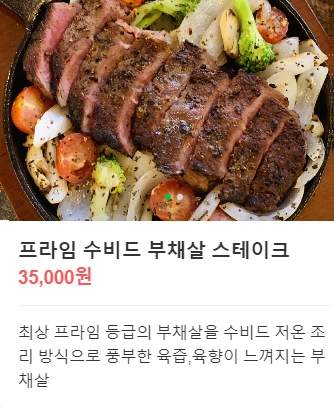 프라임 수비드 부채살 스테이크
35,000원
최상 프라임 등급의 부채살을 수비드 저온 조
리 방식으로 풍부한 육즙,육향이 느껴지는 부
채살